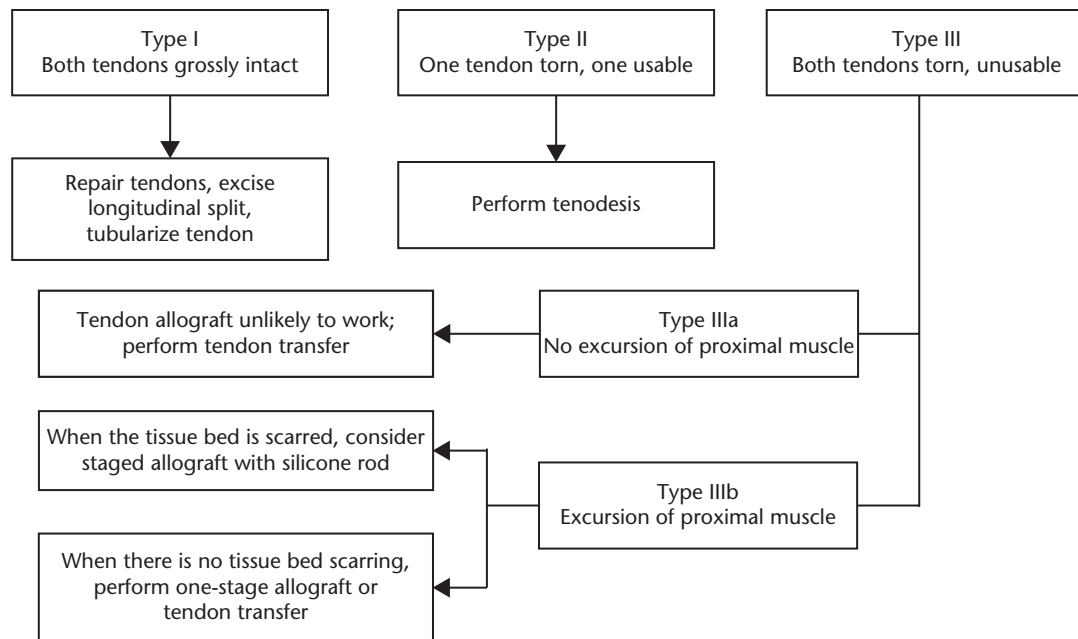 Type I
Both tendons grossly intact
Type II
One tendon torn, one usable
Type III
Both tendons torn, unusable
Repair tendons, excise
longitudinal split,
tubularize tendon
Perform tenodesis
Tendon allograft unlikely to work;
perform tendon transfer
Type IIIa
No excursion of proximal muscle
When the tissue bed is scarred, consider
staged allograft with silicone rod
Type IIIb
Excursion of proximal muscle
When there is no tissue bed scarring,
perform one-stage allograft or
tendon transfer